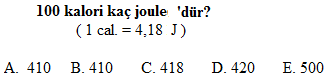 100 kalori kaç joule 'dür?
( 1 cal. = 4,18 J )
A. 410 B. 410 C. 418 D. 420 E. 500